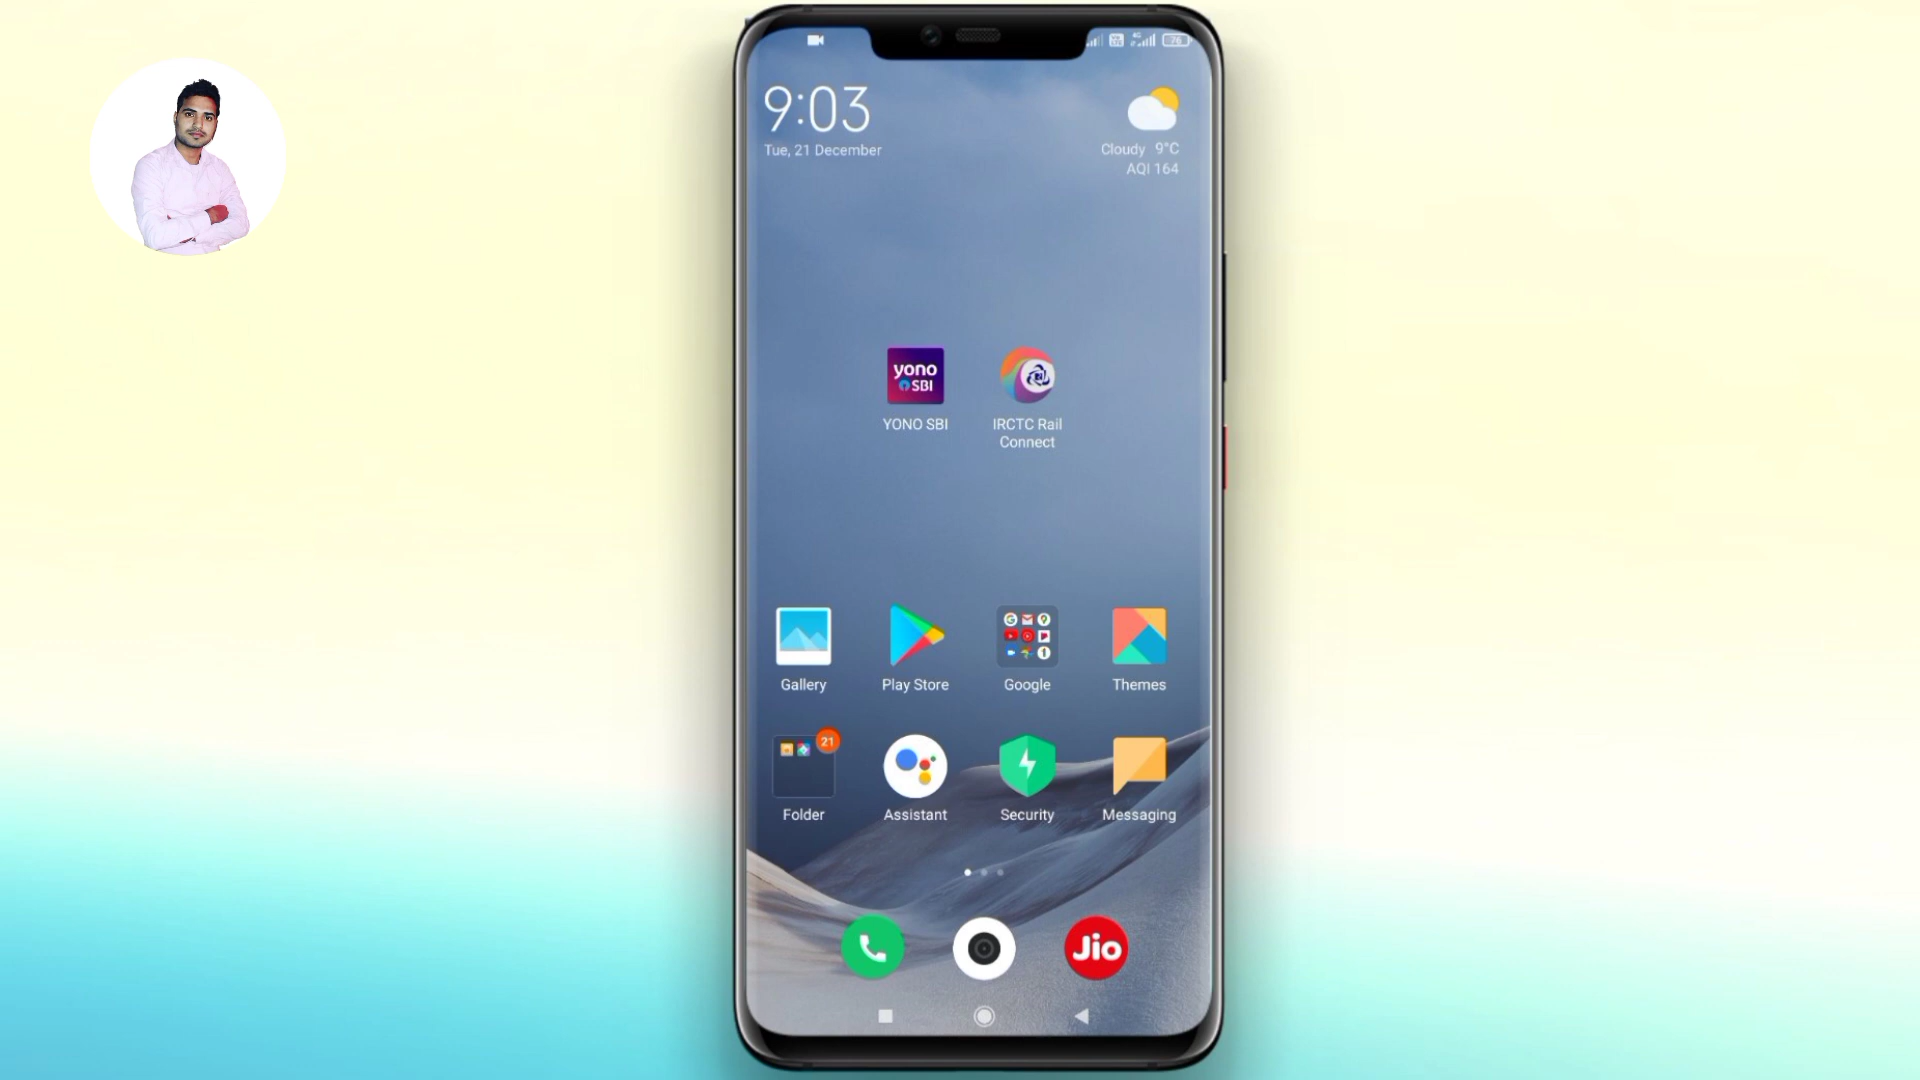 76
9:03
Tue, 21 December
Cloudy 9°C
AQI 164
yono
SBI
YONO SBI
IRCTC Rail
Connect
Gallery
Play Store
Google
Themes
21
Folder
Assistant
Security
Messaging
Jio